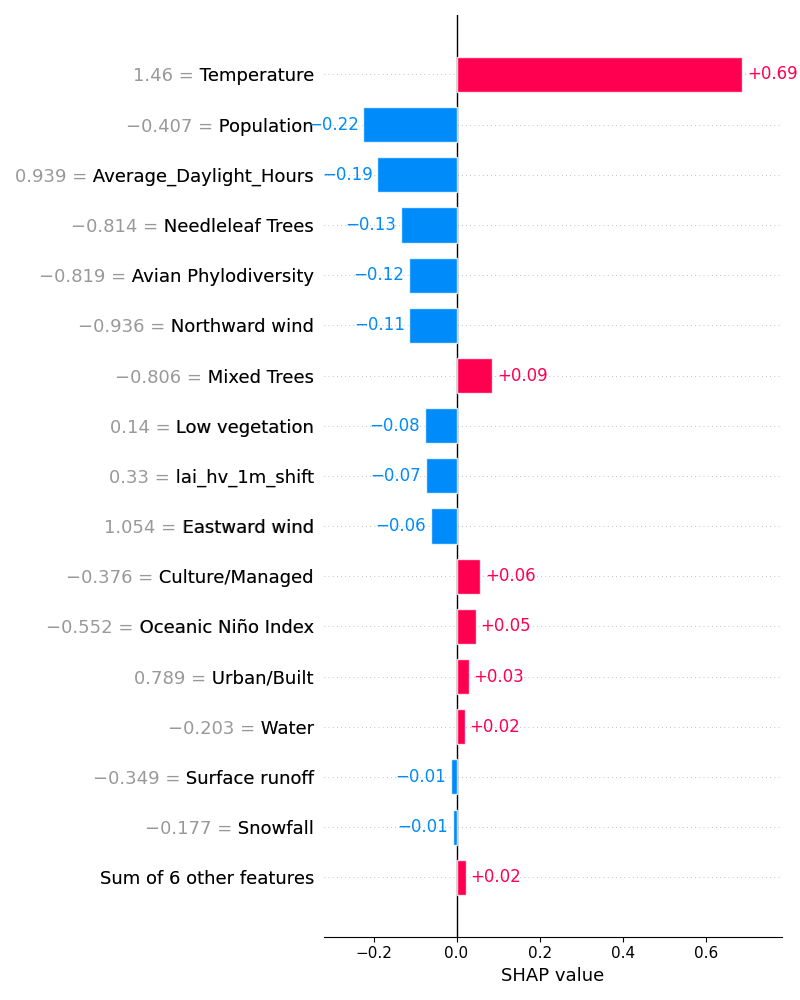 1.46 = Temperature +0.69
−0.407 = Population −0.22
0.939 = Average_Daylight_Hours −0.19
−0.814 = Needleleaf Trees −0.13
−0.819 = Avian Phylodiversity −0.12
−0.936 = Northward wind −0.11
−0.806 = Mixed Trees +0.09
0.14 = Low vegetation −0.08
0.33 = lai_hv_1m_shift −0.07
1.054 = Eastward wind −0.06
−0.376 = Culture/Managed +0.06
−0.552 = Oceanic Niño Index +0.05
0.789 = Urban/Built +0.03
−0.203 = Water +0.02
−0.349 = Surface runoff −0.01
−0.177 = Snowfall −0.01
Sum of 6 other features +0.02
−0.2 0.0 0.2 0.4 0.6
SHAP value